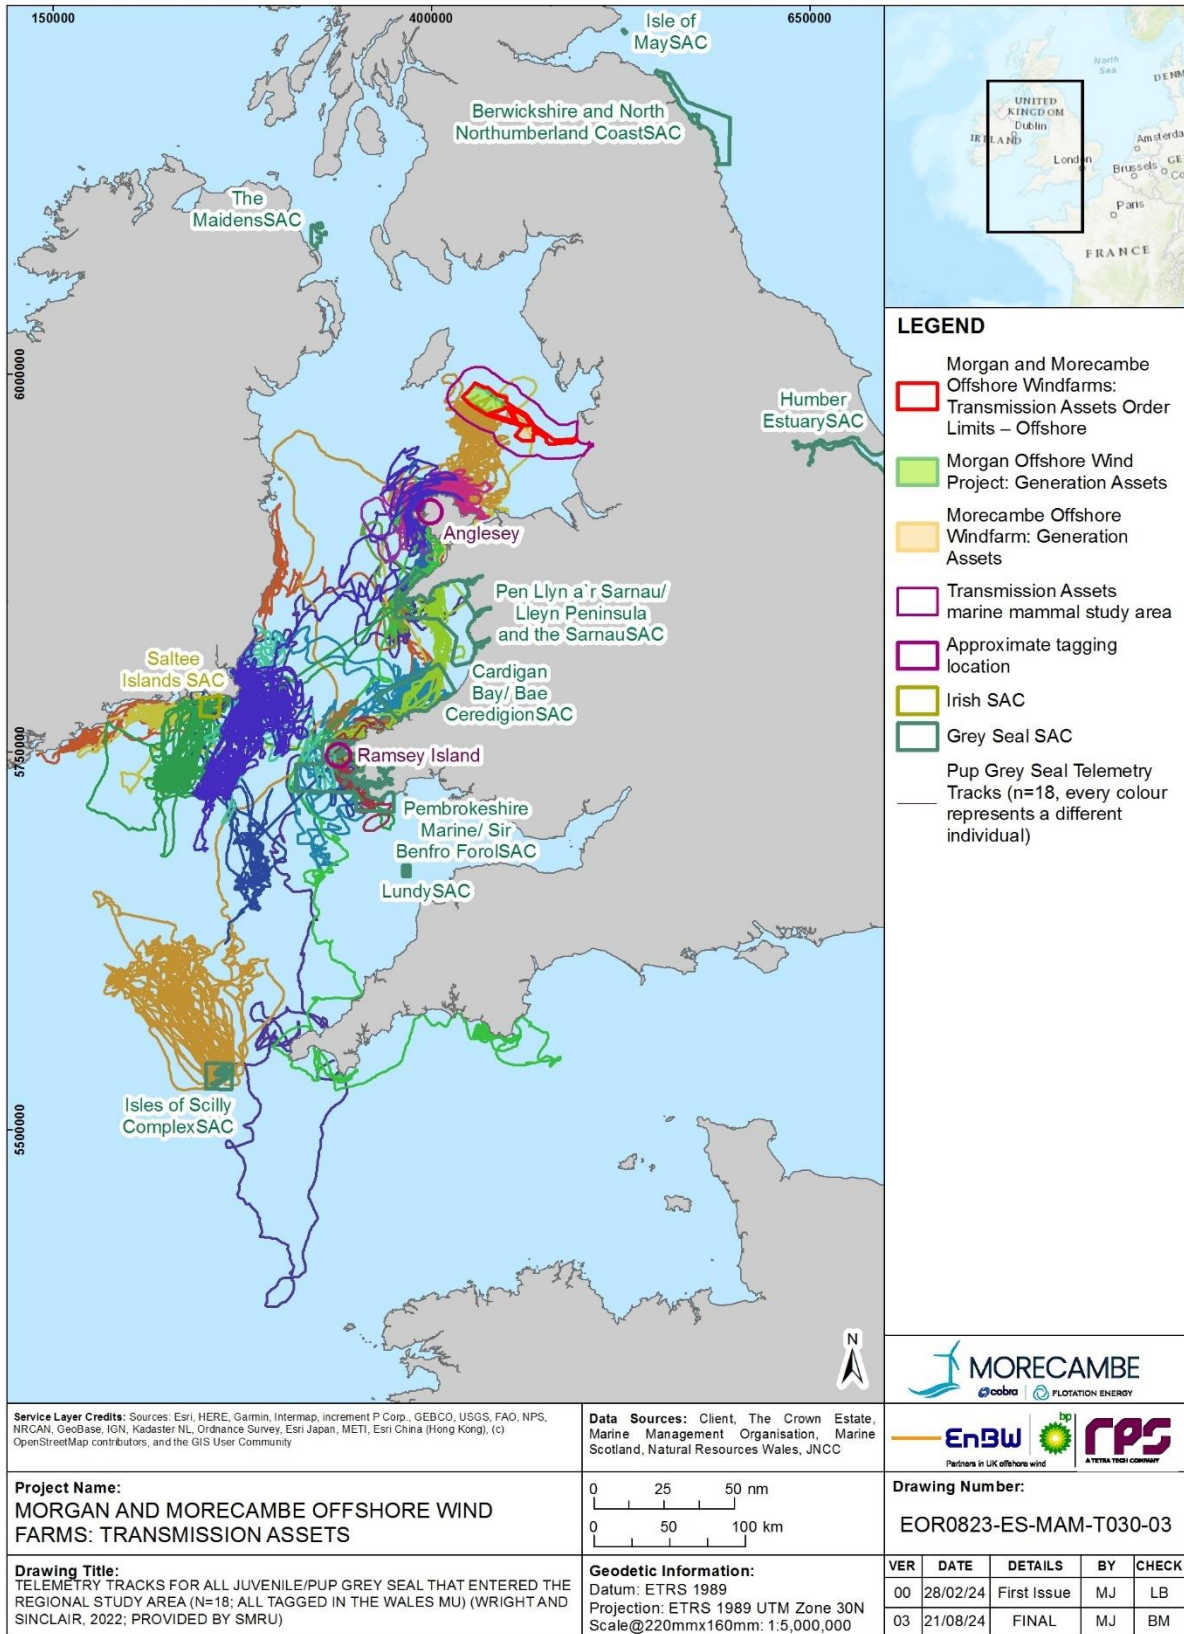 150000
400000
650000
6000000
5750000
5500000
Isle of
MaySAC
Berwickshire and North
Northumberland CoastSAC
The
MaidensSAC
Humber
EstuarySAC
Anglesey
Pen Llyn a`r Sarnau/
Lleyn Peninsula
and the SarnauSAC
Saltee
Islands SAC
Cardigan
Bay/ Bae
CeredigionSAC
Ramsey Island
Pembrokeshire
Marine/ Sir
Benfro ForolSAC
LundySAC
Isles of Scilly
ComplexSAC
N
North
Sea
DENM
UNITED
KINGDOM
Dublin
IRELAND
Amsterda
London
Brussels
GE
Co
Paris
FRANCE
LEGEND
Morgan and Morecambe
Offshore Windfarms:
Transmission Assets Order
Limits – Offshore
Morgan Offshore Wind
Project: Generation Assets
Morecambe Offshore
Windfarm: Generation
Assets
Transmission Assets
marine mammal study area
Approximate tagging
location
Irish SAC
Grey Seal SAC
Pup Grey Seal Telemetry
Tracks (n=18, every colour
represents a different
individual)
MORECAMBE
cobra
FLOTATION ENERGY
Service Layer Credits: Sources: Esri, HERE, Garmin, Intermap, increment P Corp., GEBCO, USGS, FAO, NPS,
NRCAN, GeoBase, IGN, Kadaster NL, Ordnance Survey, Esri Japan, METI, Esri China (Hong Kong), (c)
OpenStreetMap contributors, and the GIS User Community
Data Sources: Client, The Crown Estate,
Marine Management Organisation, Marine
Scotland, Natural Resources Wales, JNCC
EnBW
bp
Partners in UK offshore wind
rps
A TETRA TECH COMPANY
Project Name:
MORGAN AND MORECAMBE OFFSHORE WIND
FARMS: TRANSMISSION ASSETS
0 25 50 nm
0 50 100 km
Drawing Number:
EOR0823-ES-MAM-T030-03
Drawing Title:
TELEMETRY TRACKS FOR ALL JUVENILE/PUP GREY SEAL THAT ENTERED THE
REGIONAL STUDY AREA (N=18; ALL TAGGED IN THE WALES MU) (WRIGHT AND
SINCLAIR, 2022; PROVIDED BY SMRU)
Geodetic Information:
Datum: ETRS 1989
Projection: ETRS 1989 UTM Zone 30N
Scale@220mmx160mm: 1:5,000,000
VER DATE DETAILS BY CHECK
00 28/02/24 First Issue MJ LB
03 21/08/24 FINAL MJ BM